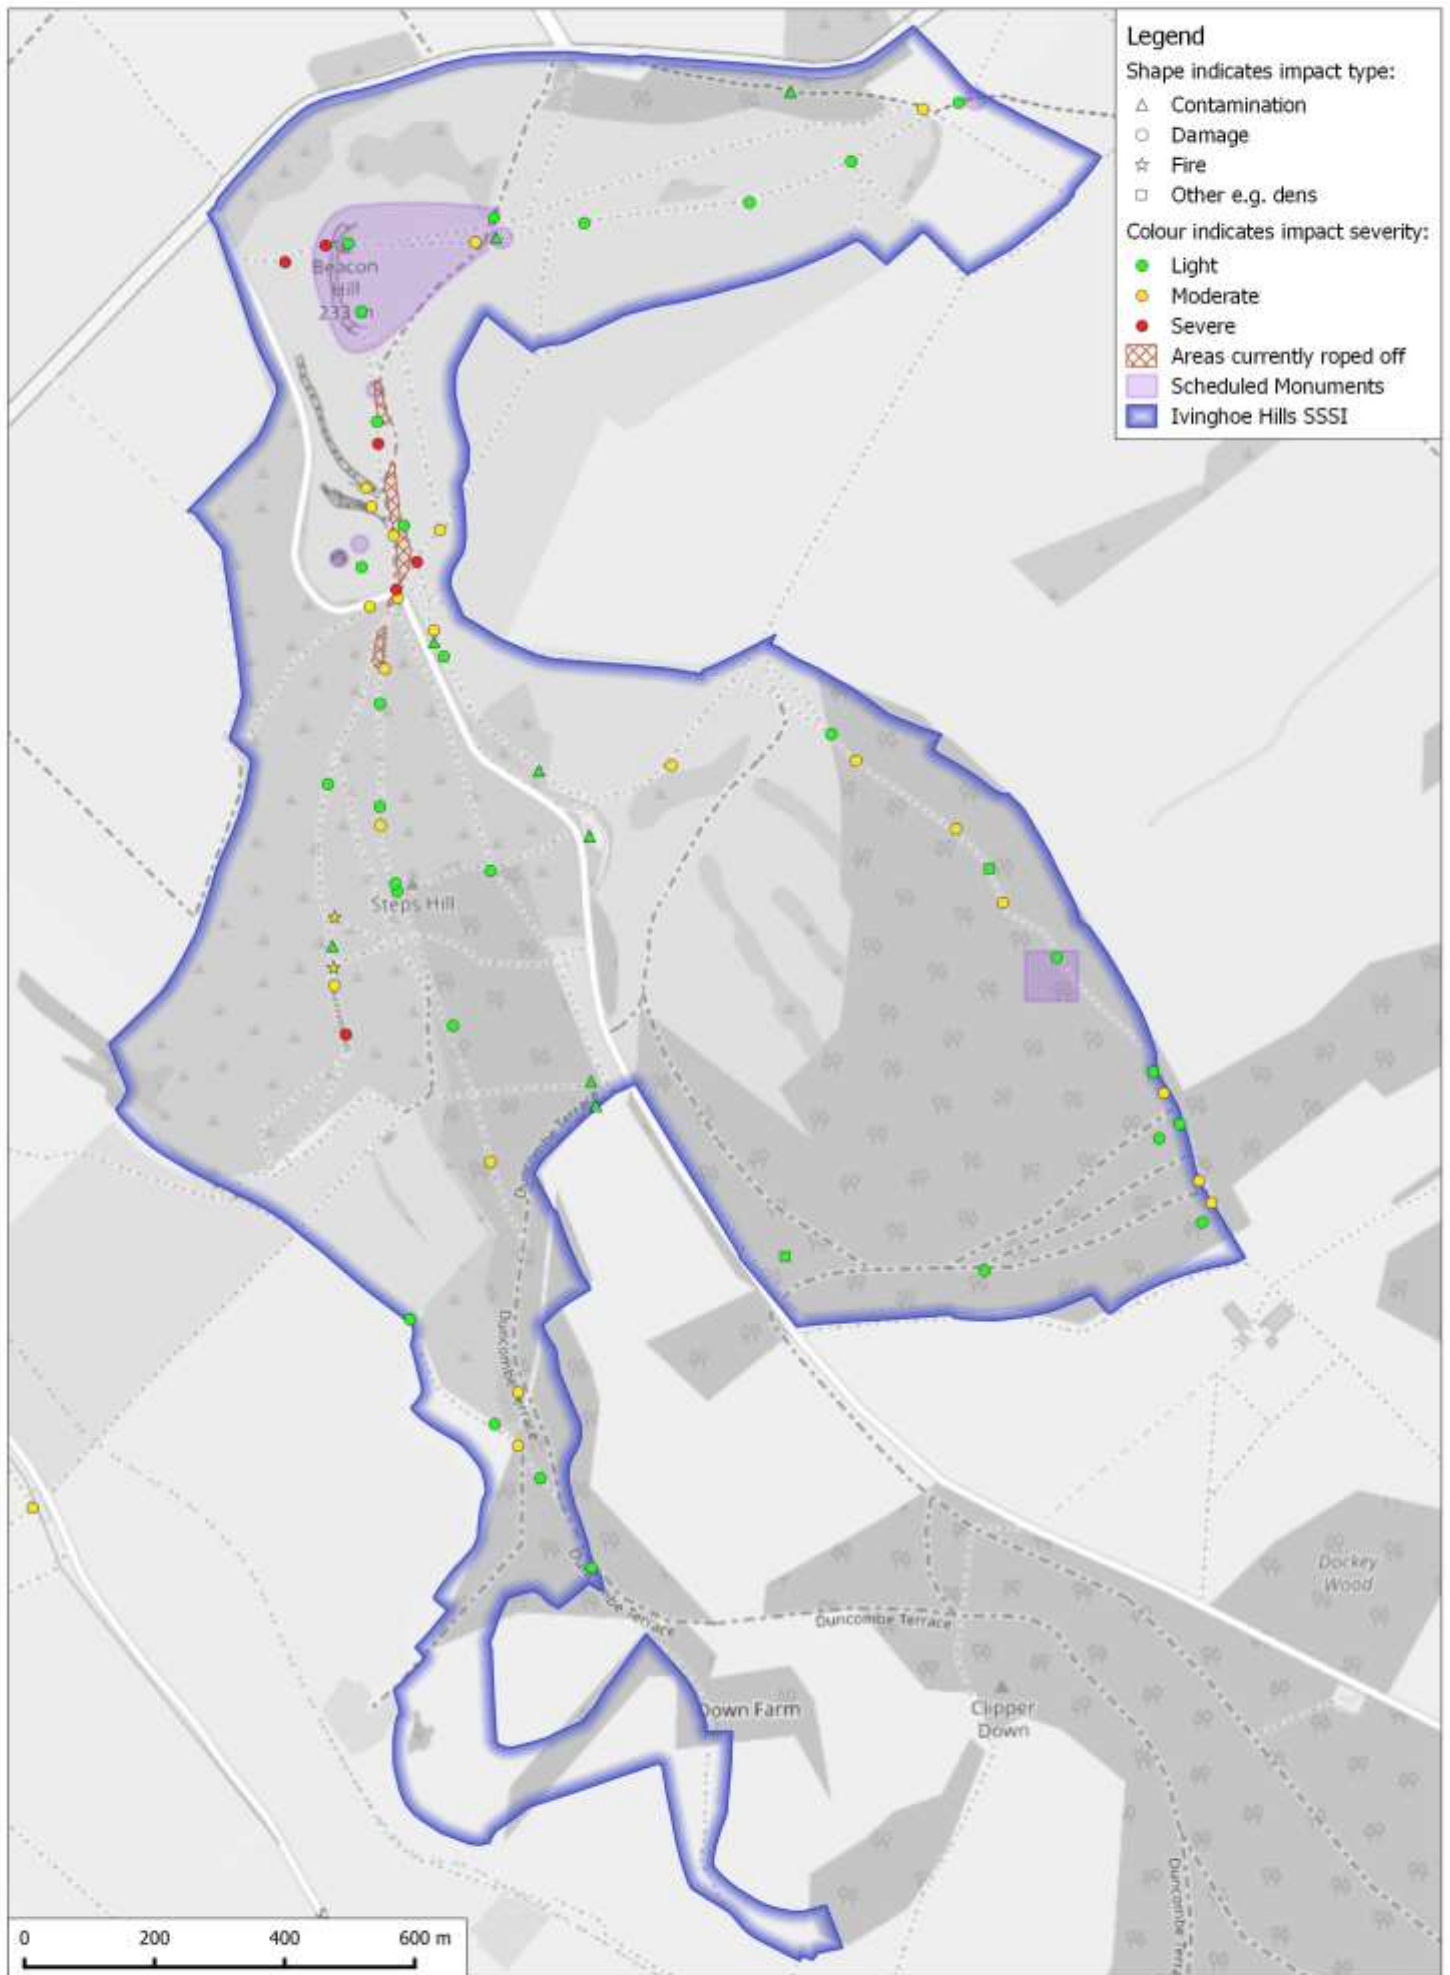 Legend
Shape indicates impact type:
Contamination
Damage
Fire
Other e.g. dens
Colour indicates impact severity:
Light
Moderate
Severe
Areas currently roped off
Scheduled Monuments
Ivinghoe Hills SSSI
Beacon
Hill
233 m
Steps Hill
Duncombe Terrace
Dockey
Wood
Duncombe Terrace
Down Farm
Clipper
Down
Duncombe Terra
0 200 400 600 m